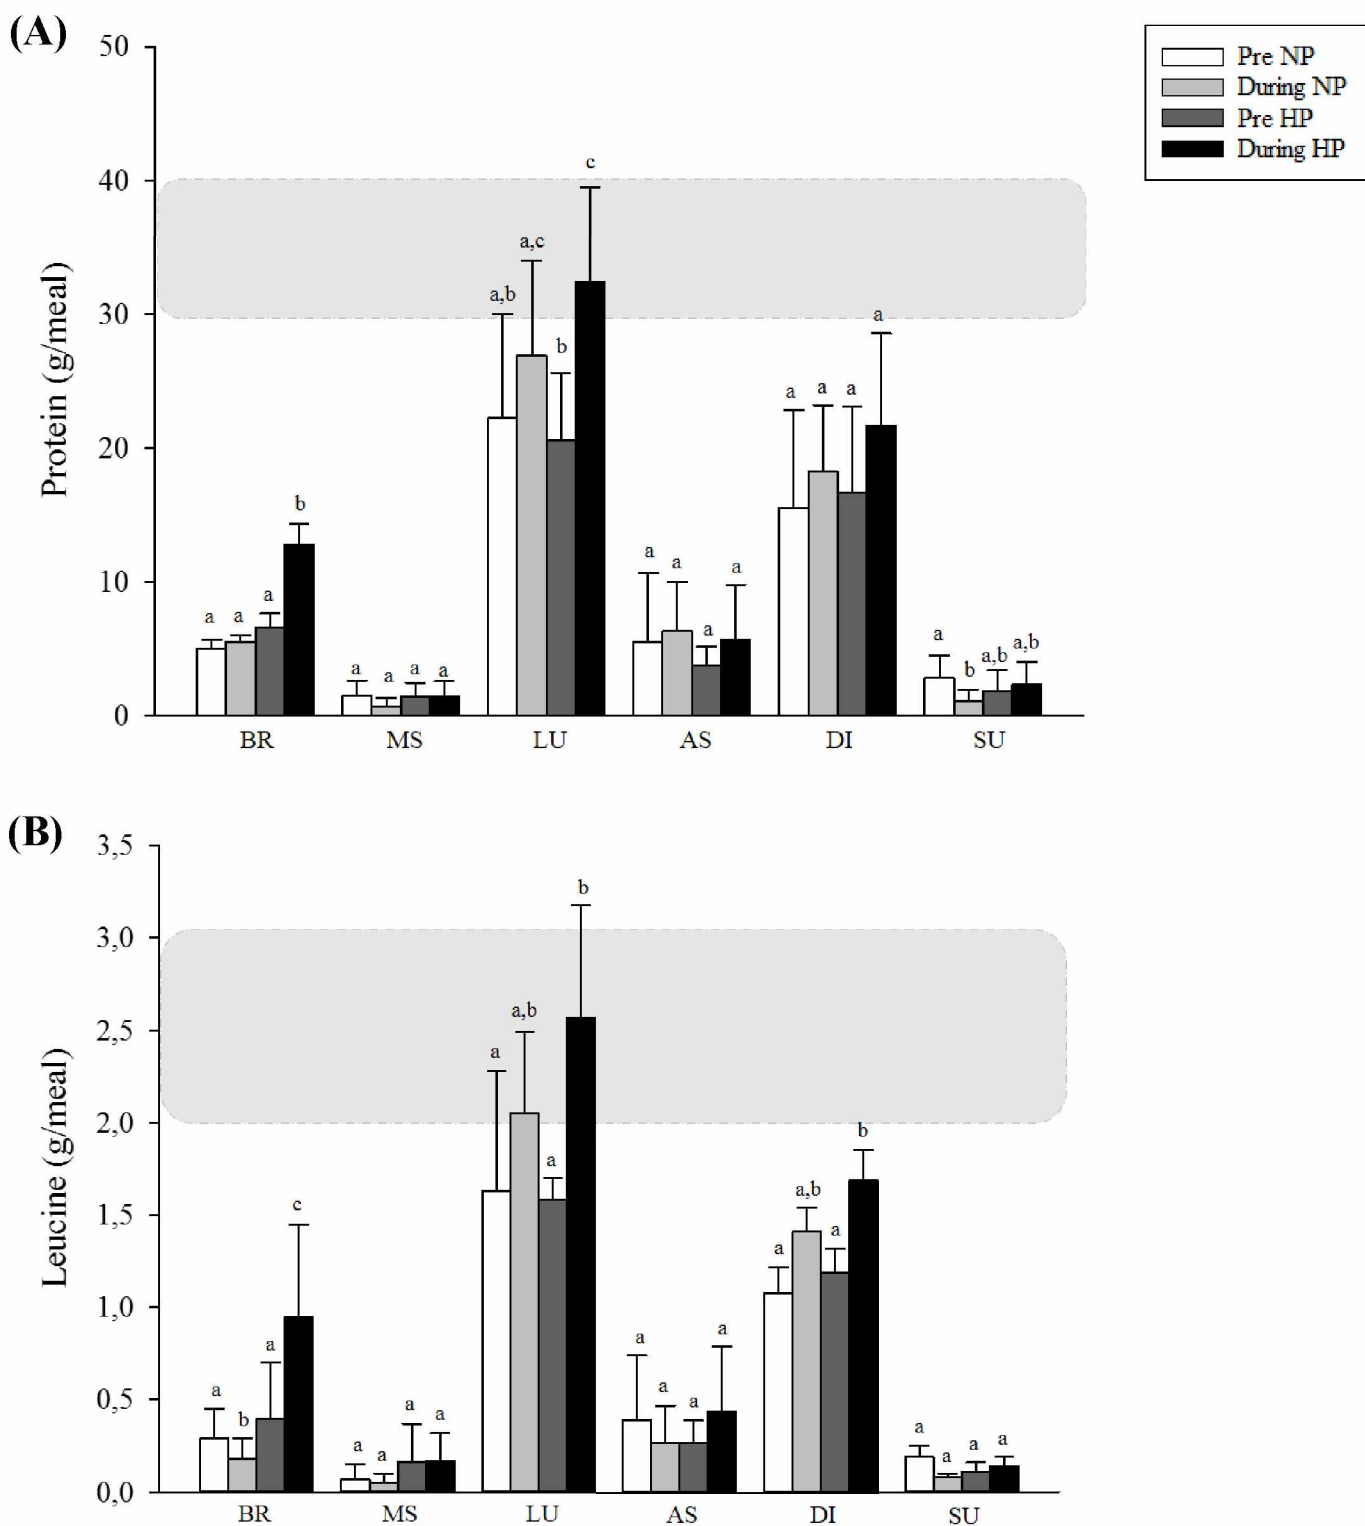 (A)
50
40
30
20
10
0
Protein (g/meal)
Pre NP
During NP
Pre HP
During HP
a a a b
a a a a
a,b a,c b c
a a a a
a a a a
a b a,b a,b
BR MS LU AS DI SU
(B)
3,5
3,0
2,5
2,0
1,5
1,0
0,5
0,0
Leucine (g/meal)
a b a c
a a a a
a a,b a b
a a a a
a a,b a b
a a a a
BR MS LU AS DI SU